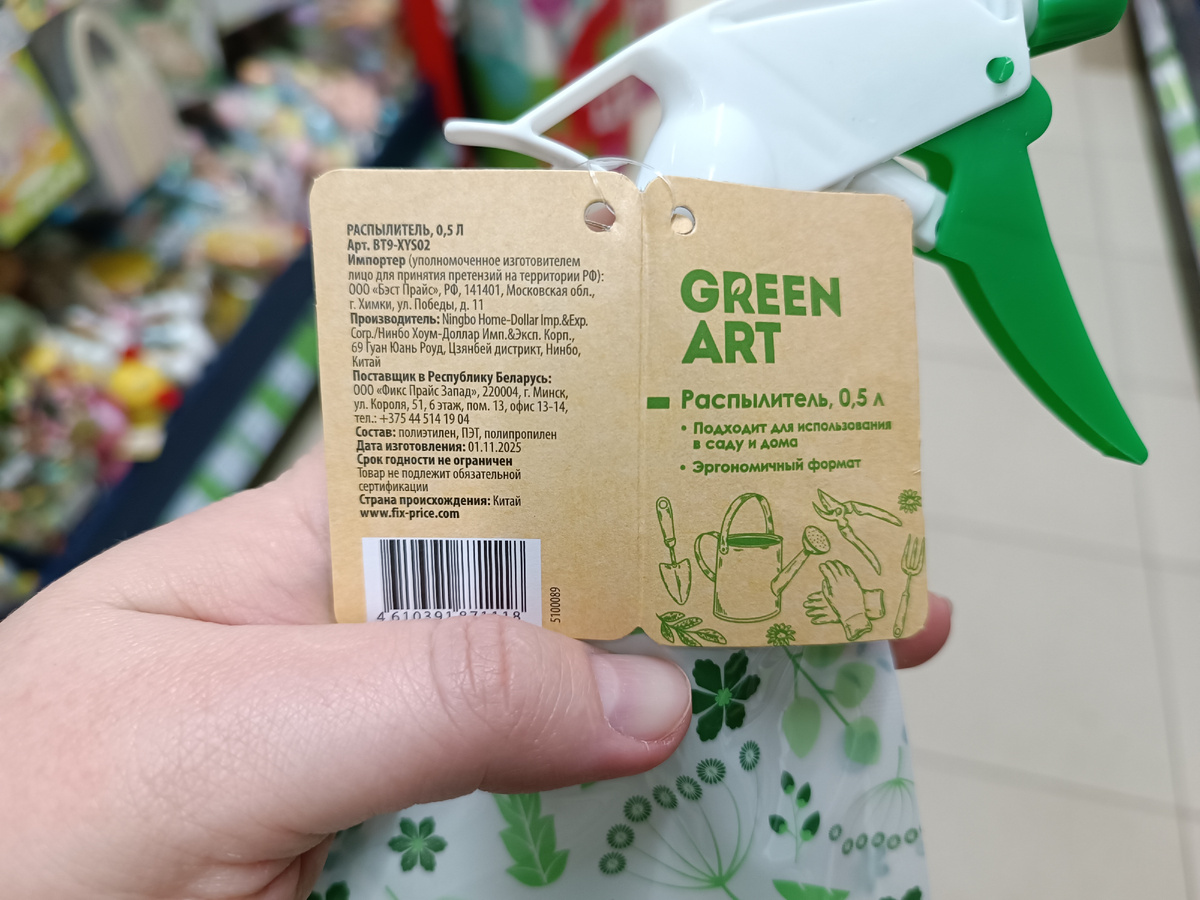 РАСПЫЛИТЕЛЬ, 0,5 Л
Арт. BT9-XYS02
Импортер (уполномоченное изготовителем
лицо для принятия претензий на территории РФ):
ООО «Бэст Прайс», РФ, 141401, Московская обл.,
г. Химки, ул. Победы, д. 11
Производитель: Ningbo Home-Dollar Imp.&Exp.
Corp./Нинбо Хоум-Доллар Имп.&Эксп. Корп.,
69 Гуан Юань Роуд, Цзянбей дистрикт, Нинбо,
Китай
Поставщик в Республику Беларусь:
ООО «Фикс Прайс Запад», 220004, г. Минск,
ул. Короля, 51, 6 этаж, пом. 13, офис 13-14,
тел.: +375 44 514 19 04
Состав: полиэтилен, ПЭТ, полипропилен
Дата изготовления: 01.11.2025
Срок годности не ограничен
Товар не подлежит обязательной
сертификации
Страна происхождения: Китай
www.fix-price.com
4 610391 871118
5100089
GREEN
ART
Распылитель, 0,5 л
• Подходит для использования
в саду и дома
• Эргономичный формат